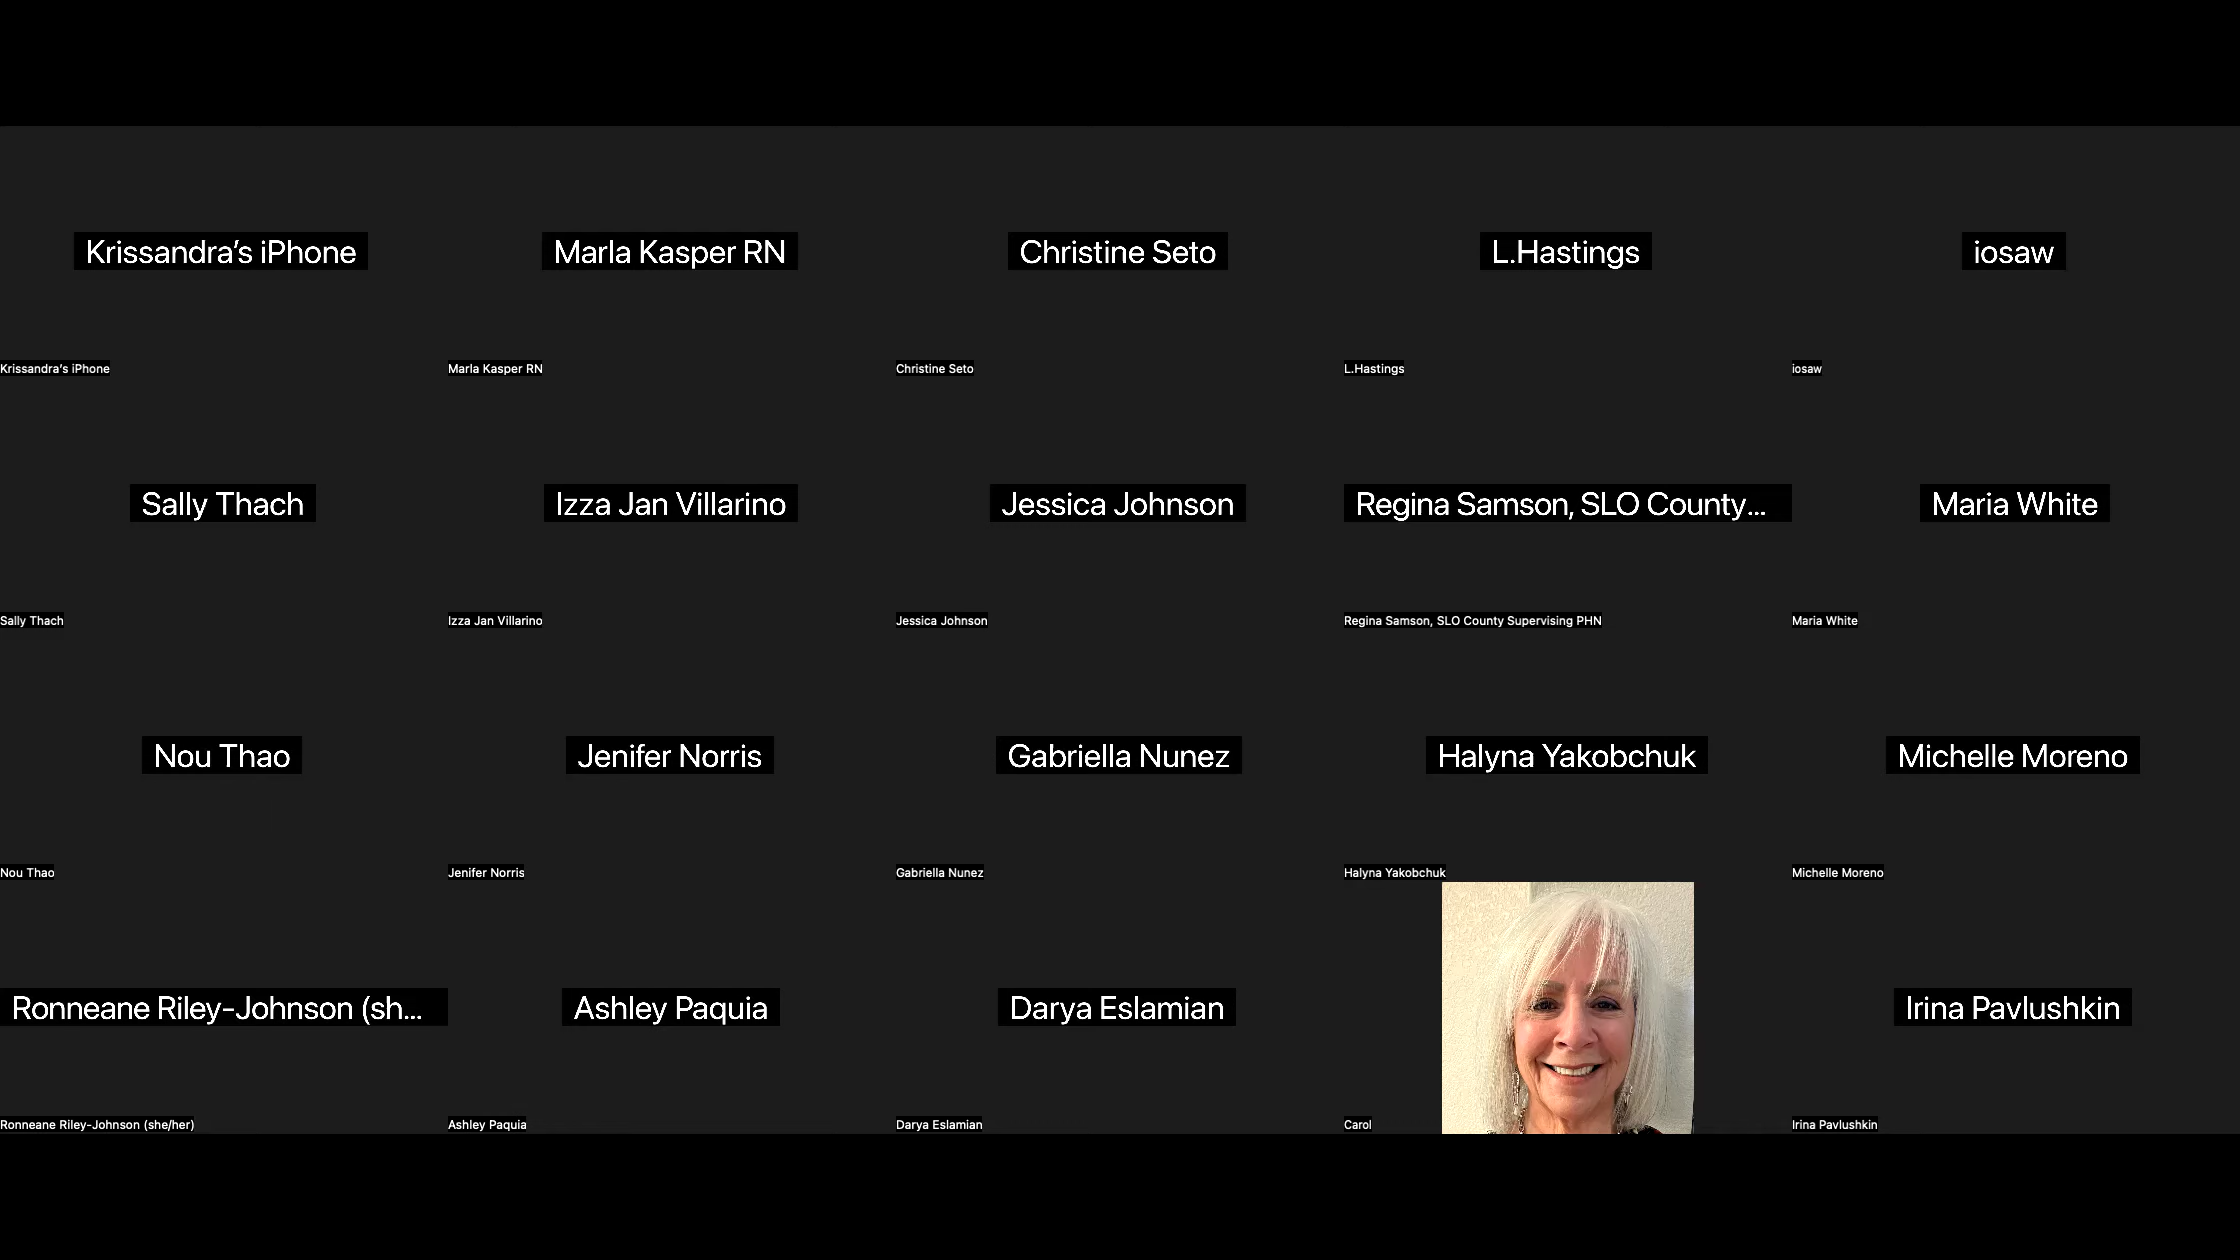 Krissandra’s iPhone
Marla Kasper RN
Christine Seto
L.Hastings
iosaw
Krissandra’s iPhone
Marla Kasper RN
Christine Seto
L.Hastings
iosaw
Sally Thach
Izza Jan Villarino
Jessica Johnson
Regina Samson, SLO County...
Maria White
Sally Thach
Izza Jan Villarino
Jessica Johnson
Regina Samson, SLO County Supervising PHN
Maria White
Nou Thao
Jenifer Norris
Gabriella Nunez
Halyna Yakobchuk
Michelle Moreno
Nou Thao
Jenifer Norris
Gabriella Nunez
Halyna Yakobchuk
Michelle Moreno
Ronneane Riley-Johnson (sh...
Ashley Paquia
Darya Eslamian
Irina Pavlushkin
Ronneane Riley-Johnson (she/her)
Ashley Paquia
Darya Eslamian
Carol
Irina Pavlushkin